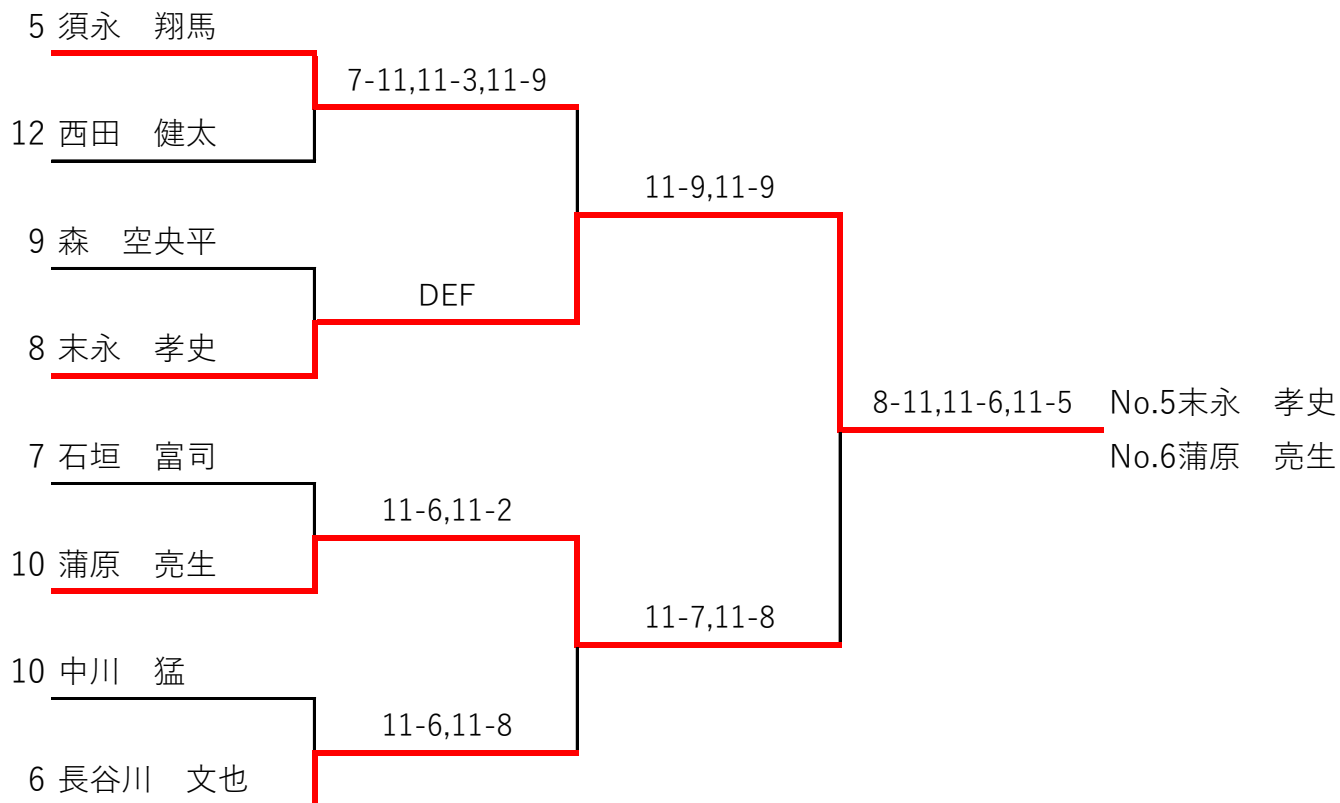 5 須永　翔馬
7-11,11-3,11-9
12 西田　健太
11-9,11-9
9 森　空央平
DEF
8 末永　孝史
8-11,11-6,11-5 No.5末永　孝史
7 石垣　富司
No.6蒲原　亮生
11-6,11-2
10 蒲原　亮生
11-7,11-8
10 中川　猛
11-6,11-8
6 長谷川　文也